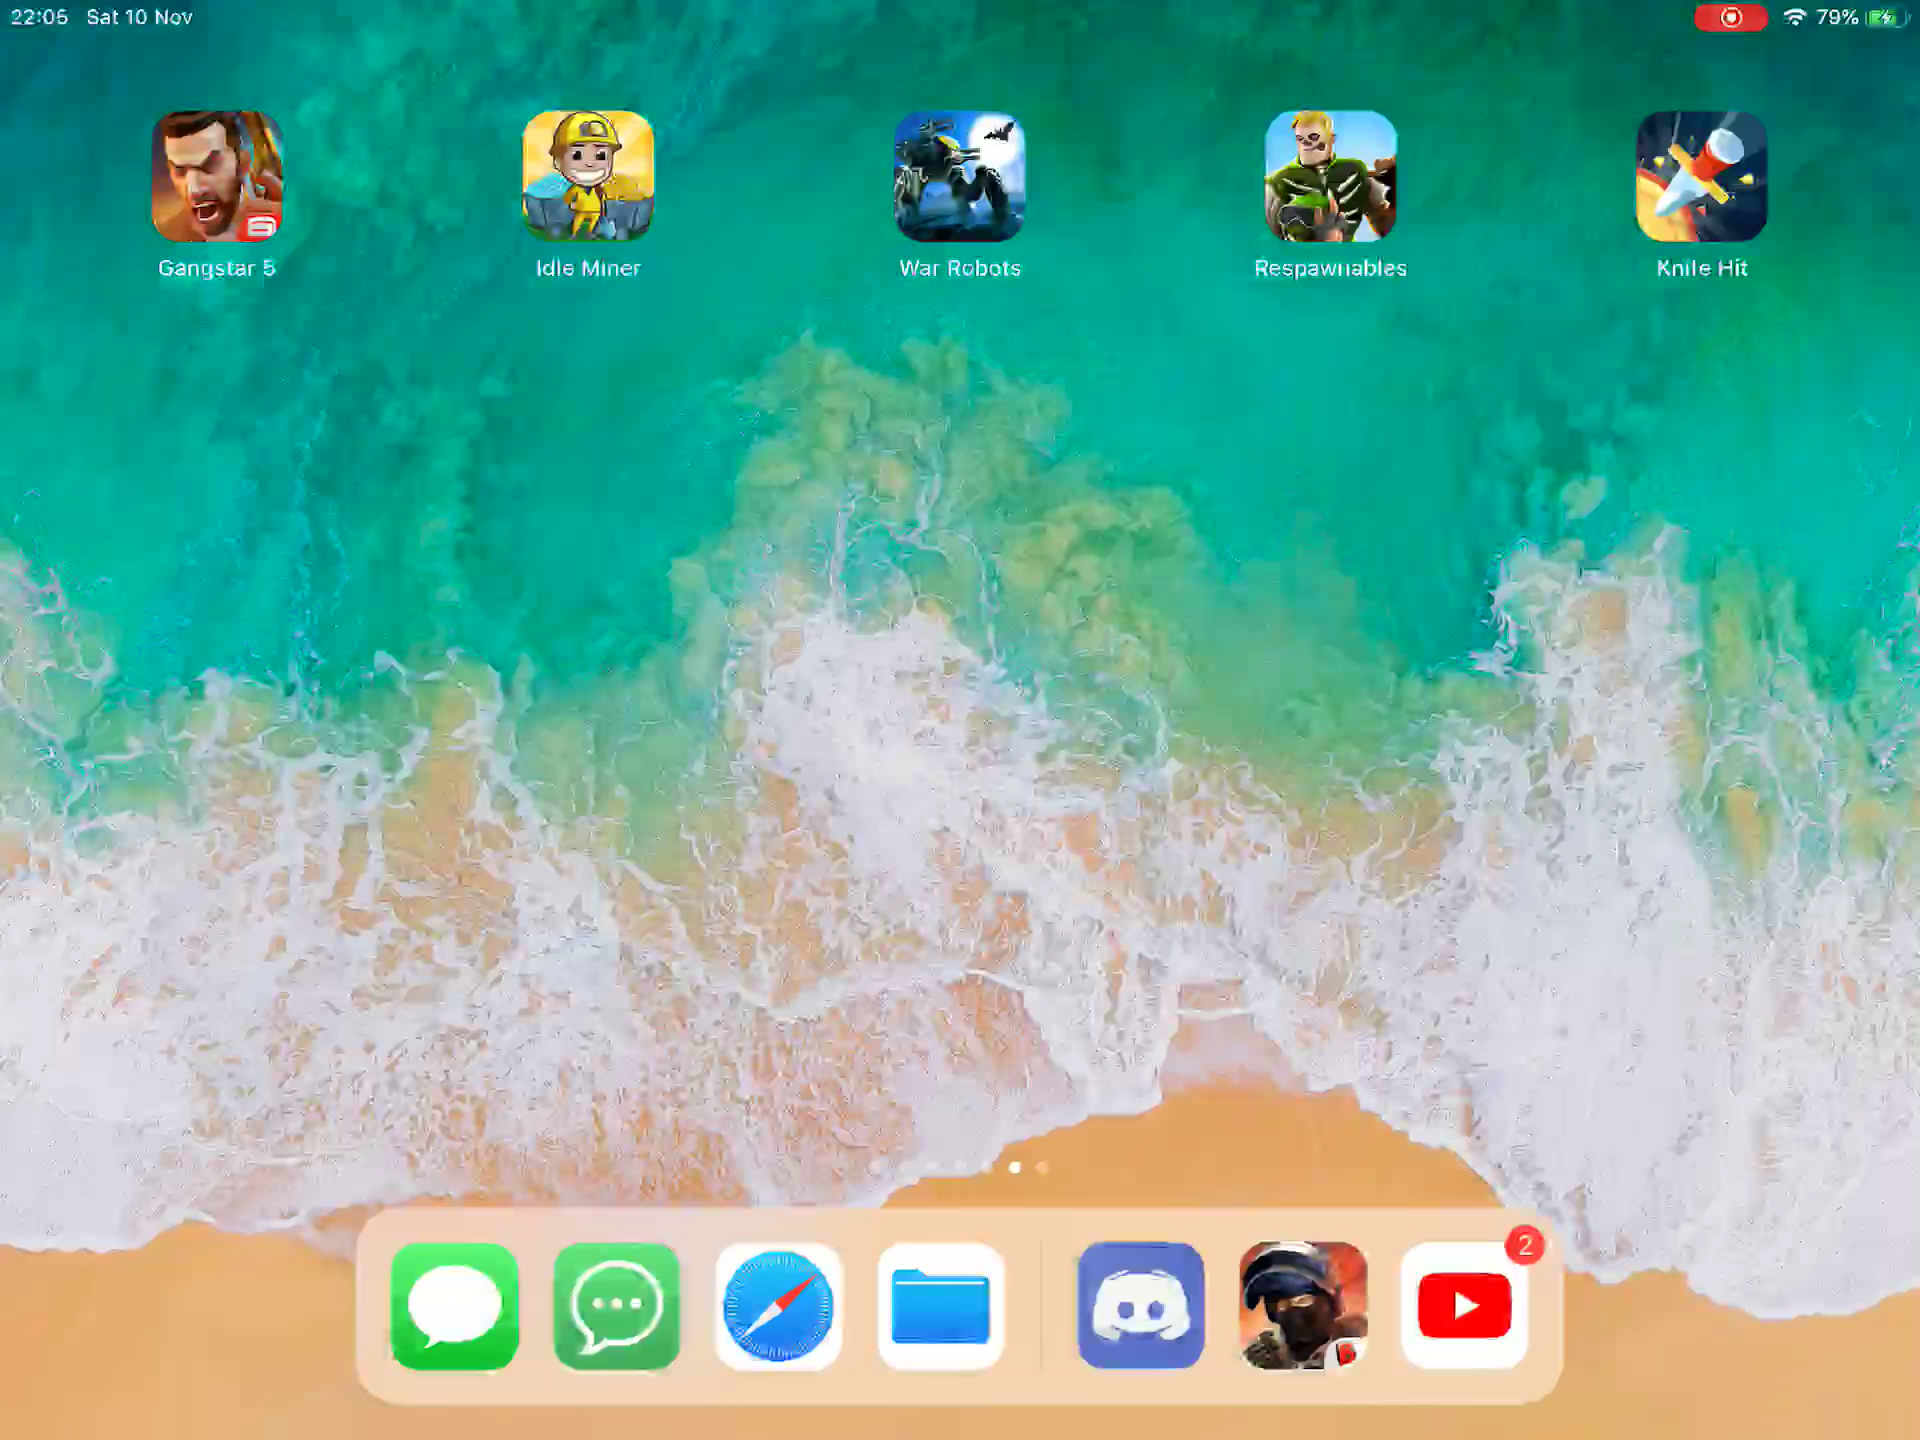 22:05 Sat 10 Nov
79%
Gangstar 5
Idle Miner
War Robots
Respawnables
Knife Hit
2